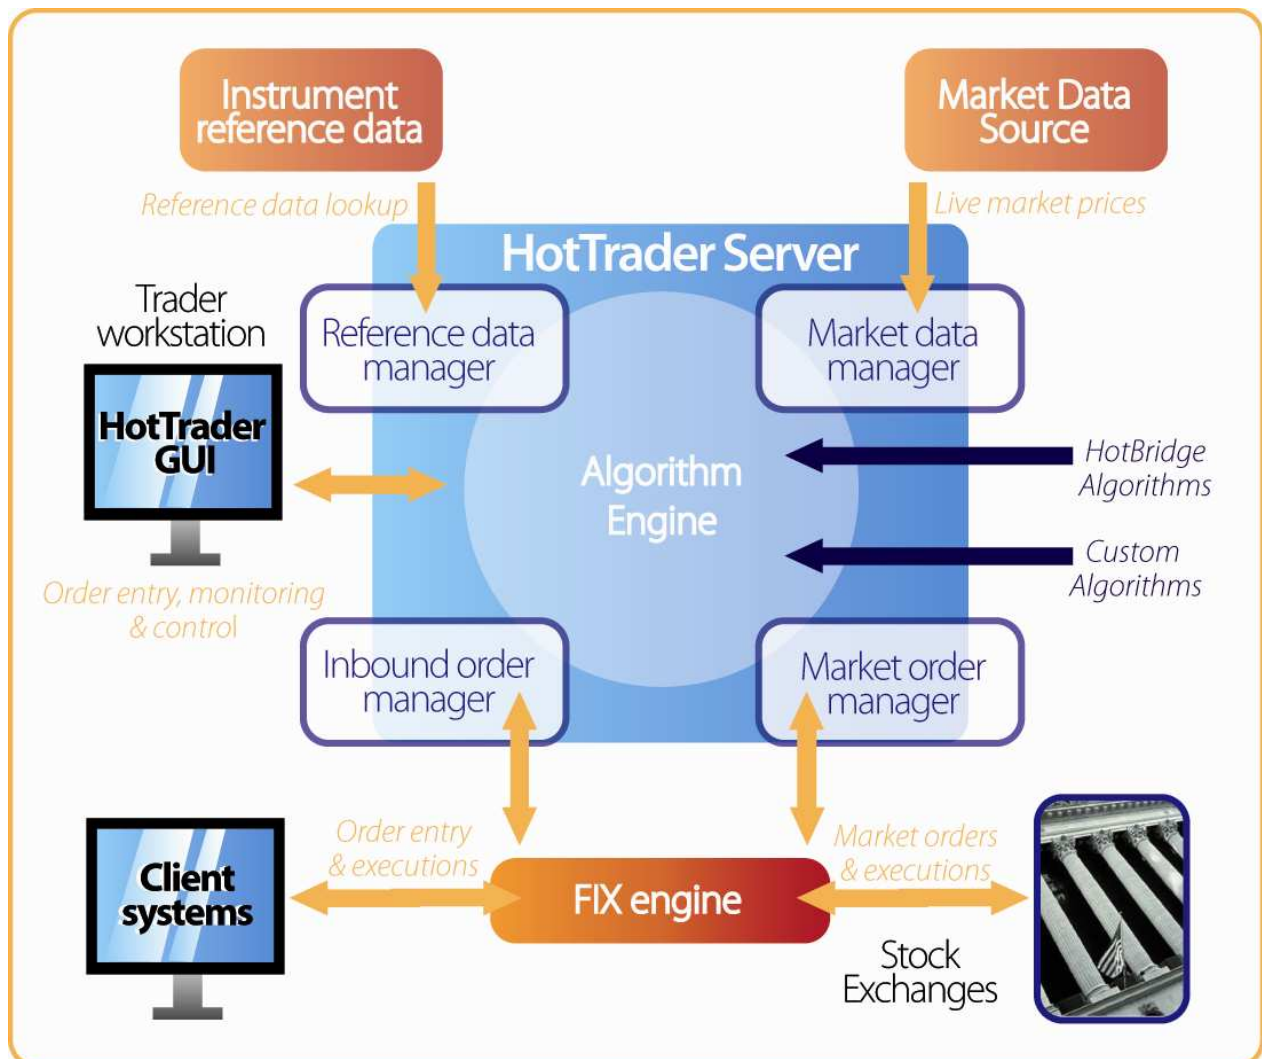 Instrument
reference data
Market Data
Source
Reference data lookup
Live market prices
HotTrader Server
Trader
workstation
Reference data
manager
Market data
manager
HotTrader
GUI
Algorithm
Engine
HotBridge
Algorithms
Custom
Algorithms
Order entry, monitoring
& control
Inbound order
manager
Market order
manager
Client
systems
Order entry
& executions
FIX engine
Market orders
& executions
Stock
Exchanges